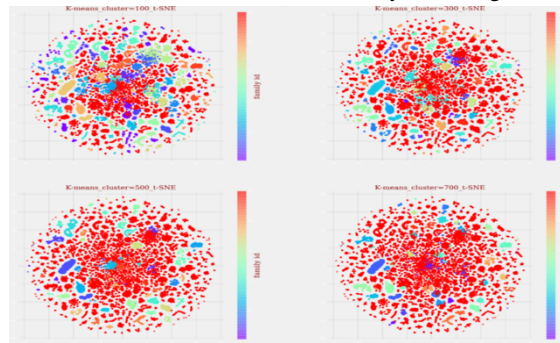 K-means_cluster=100_t-SNE
family id
K-means_cluster=300_t-SNE
K-means_cluster=500_t-SNE
family id
K-means_cluster=700_t-SNE